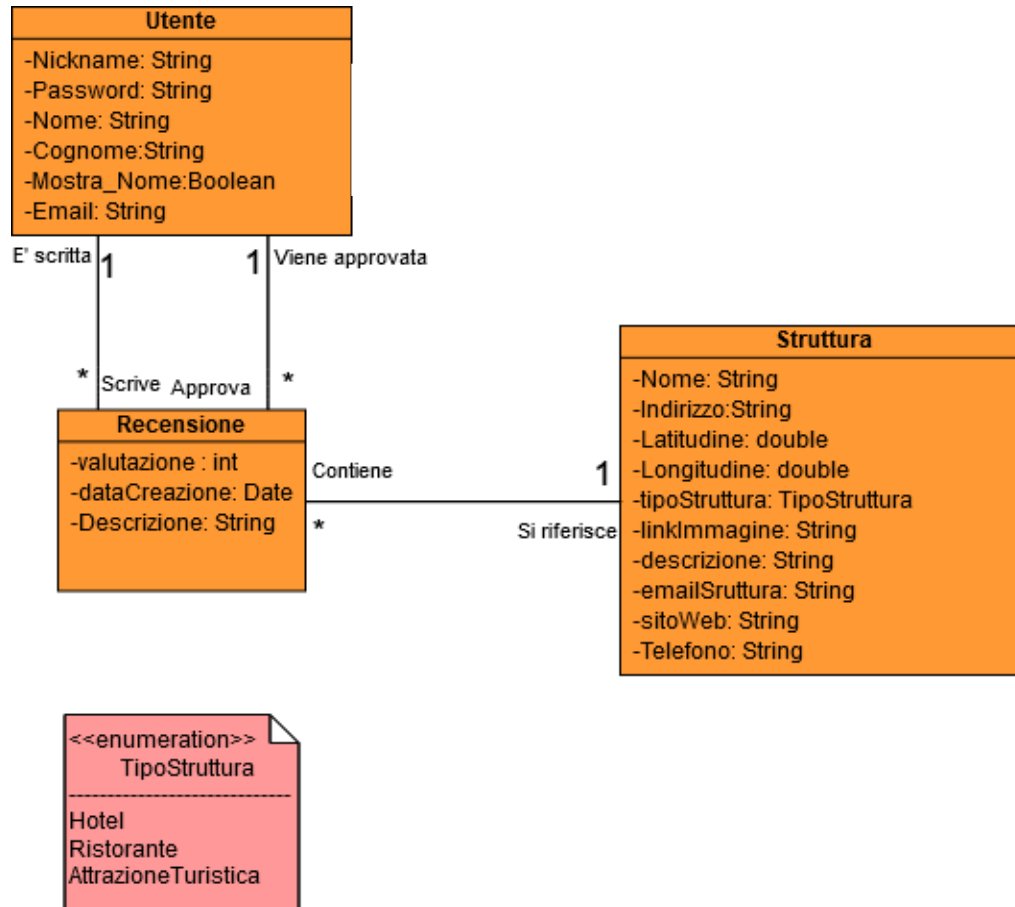 Utente
-Nickname: String
-Password: String
-Nome: String
-Cognome:String
-Mostra_Nome:Boolean
-Email: String
E' scritta
1
1
Viene approvata
*
Scrive
Approva
*
Recensione
-valutazione : int
-dataCreazione: Date
-Descrizione: String
Contiene
*
1
Si riferisce
Struttura
-Nome: String
-Indirizzo:String
-Latitudine: double
-Longitudine: double
-tipoStruttura: TipoStruttura
-linkImmagine: String
-descrizione: String
-emailSruttura: String
-sitoWeb: String
-Telefono: String
<<enumeration>>
TipoStruttura
----------------------------
Hotel
Ristorante
AttrazioneTuristica